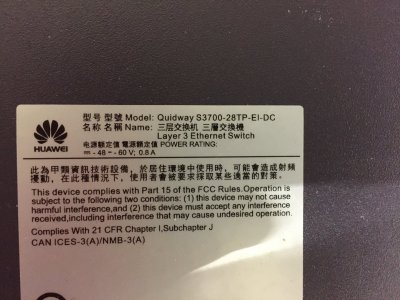 HUAWEI
型号 型號 Model: Quidway S3700-28TP-EI-DC
名称 名稱 Name: 三层交换机 三層交換機
Layer 3 Ethernet Switch
电源额定值 電源額定值 POWER RATING:
⎓ -48 ~ -60 V; 0.8 A
此為甲類資訊技術設備，於居住環境中使用時，可能會造成射頻
擾動，在此種情況下，使用者會被要求採取某些適當的對策。
This device complies with Part 15 of the FCC Rules.Operation is
subject to the following two conditions: (1) this device may not cause
harmful interference,and (2) this device must accept any interference
received,including interference that may cause undesired operation.
Complies With 21 CFR Chapter I,Subchapter J
CAN ICES-3(A)/NMB-3(A)